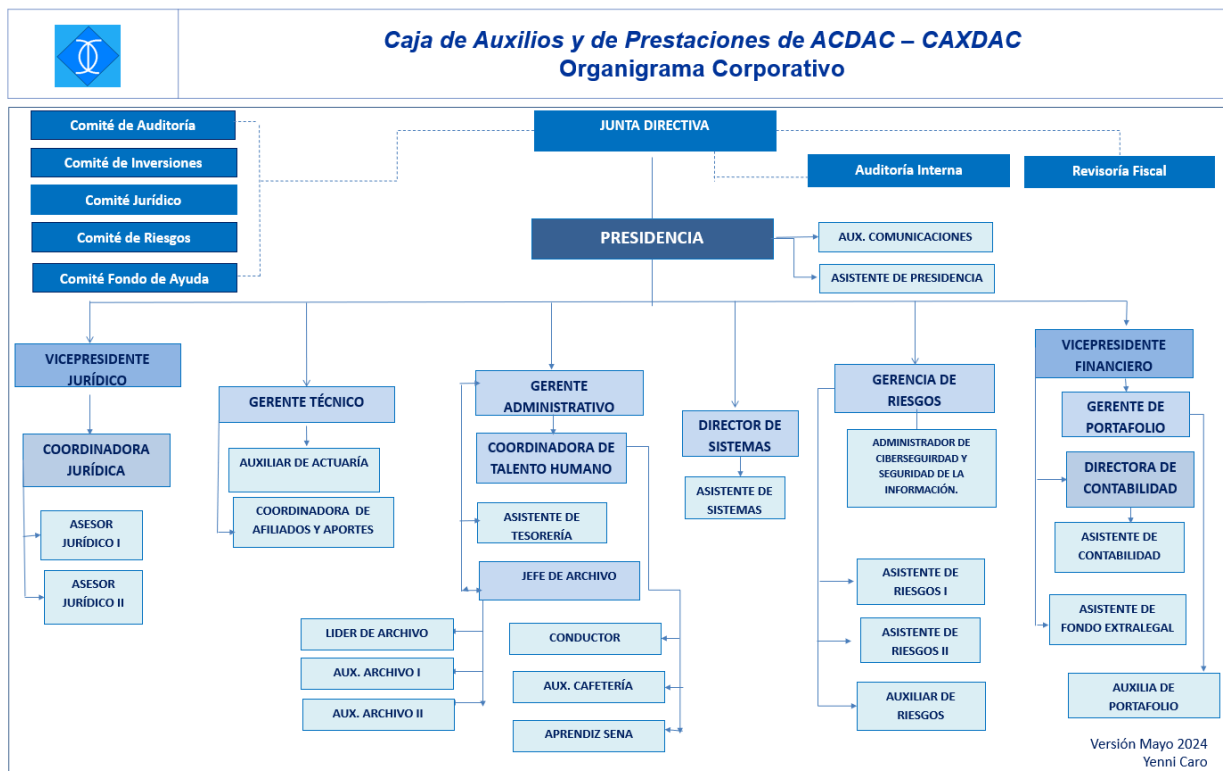 Caja de Auxilios y de Prestaciones de ACDAC – CAXDAC
Organigrama Corporativo
Comité de Auditoría
Comité de Inversiones
Comité Jurídico
Comité de Riesgos
Comité Fondo de Ayuda
JUNTA DIRECTIVA
Auditoría Interna
Revisoría Fiscal
PRESIDENCIA
AUX. COMUNICACIONES
ASISTENTE DE PRESIDENCIA
VICEPRESIDENTE
JURÍDICO
COORDINADORA
JURÍDICA
ASESOR
JURÍDICO I
ASESOR
JURÍDICO II
GERENTE TÉCNICO
AUXILIAR DE ACTUARÍA
COORDINADORA DE
AFILIADOS Y APORTES
GERENTE
ADMINISTRATIVO
COORDINADORA DE
TALENTO HUMANO
ASISTENTE DE
TESORERÍA
JEFE DE ARCHIVO
LIDER DE ARCHIVO
AUX. ARCHIVO I
AUX. ARCHIVO II
CONDUCTOR
AUX. CAFETERÍA
APRENDIZ SENA
DIRECTOR DE
SISTEMAS
ASISTENTE DE
SISTEMAS
GERENCIA DE
RIESGOS
ADMINISTRADOR DE
CIBERSEGUIRDAD Y
SEGURIDAD DE LA
INFORMACIÓN.
ASISTENTE DE
RIESGOS I
ASISTENTE DE
RIESGOS II
AUXILIAR DE
RIESGOS
VICEPRESIDENTE
FINANCIERO
GERENTE DE
PORTAFOLIO
DIRECTORA DE
CONTABILIDAD
ASISTENTE DE
CONTABILIDAD
ASISTENTE DE
FONDO EXTRALEGAL
AUXILIA DE
PORTAFOLIO
Versión Mayo 2024
Yenni Caro